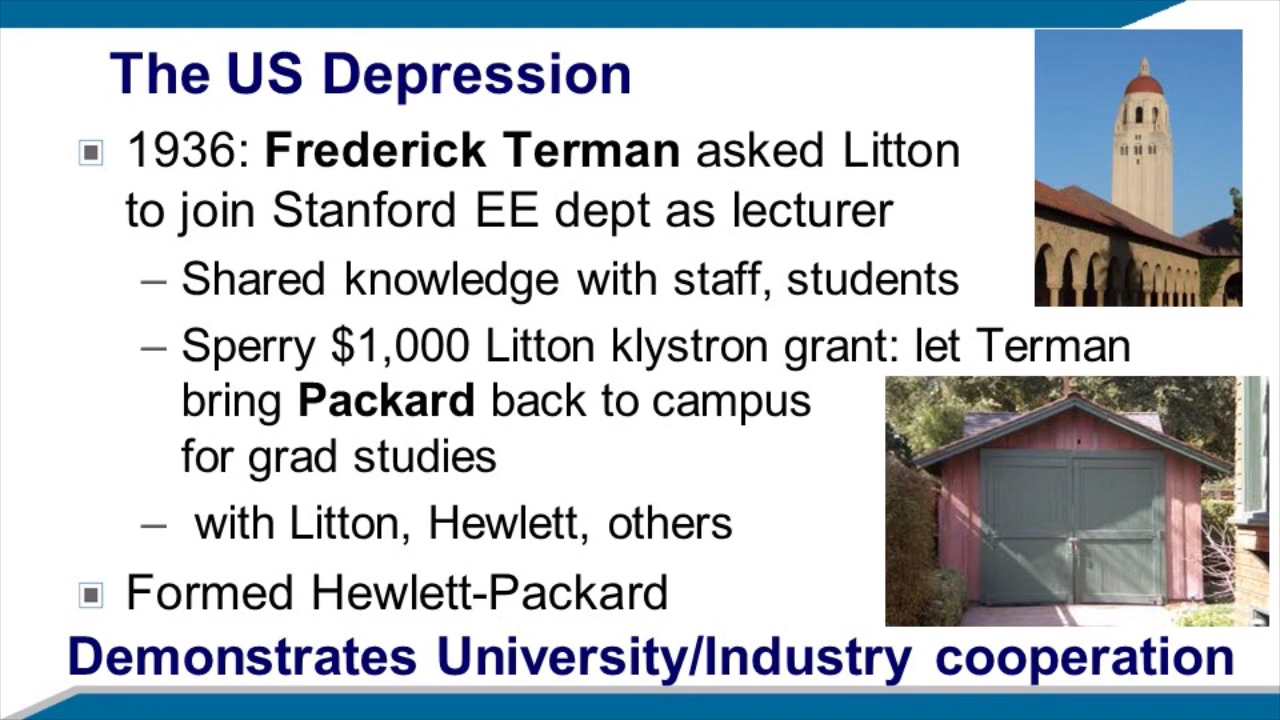 The US Depression
1936: Frederick Terman asked Litton
to join Stanford EE dept as lecturer
– Shared knowledge with staff, students
– Sperry $1,000 Litton klystron grant: let Terman
bring Packard back to campus
for grad studies
– with Litton, Hewlett, others
Formed Hewlett-Packard
Demonstrates University/Industry cooperation